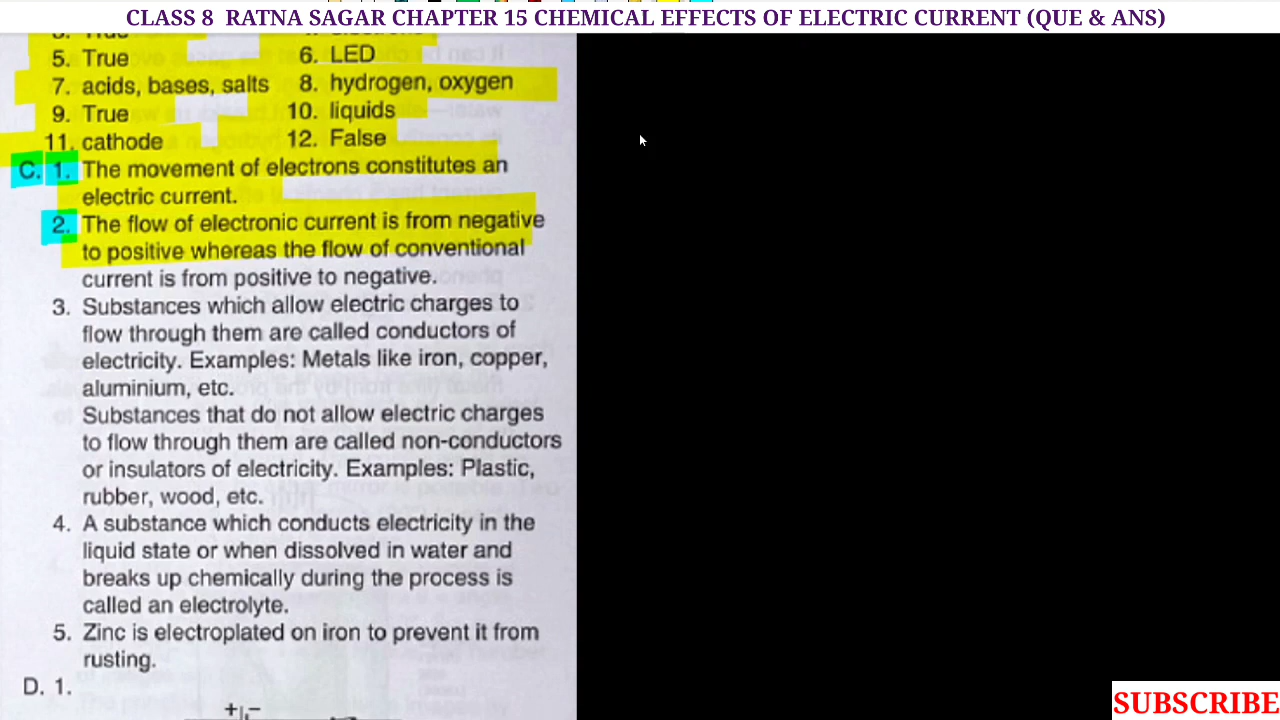 CLASS 8 RATNA SAGAR CHAPTER 15 CHEMICAL EFFECTS OF ELECTRIC CURRENT (QUE & ANS)
5. True 6. LED
7. acids, bases, salts 8. hydrogen, oxygen
9. True 10. liquids
11. cathode 12. False
C. 1. The movement of electrons constitutes an
electric current.
2. The flow of electronic current is from negative
to positive whereas the flow of conventional
current is from positive to negative.
3. Substances which allow electric charges to
flow through them are called conductors of
electricity. Examples: Metals like iron, copper,
aluminium, etc.
Substances that do not allow electric charges
to flow through them are called non-conductors
or insulators of electricity. Examples: Plastic,
rubber, wood, etc.
4. A substance which conducts electricity in the
liquid state or when dissolved in water and
breaks up chemically during the process is
called an electrolyte.
5. Zinc is electroplated on iron to prevent it from
rusting.
D. 1.
+ −
SUBSCRIBE